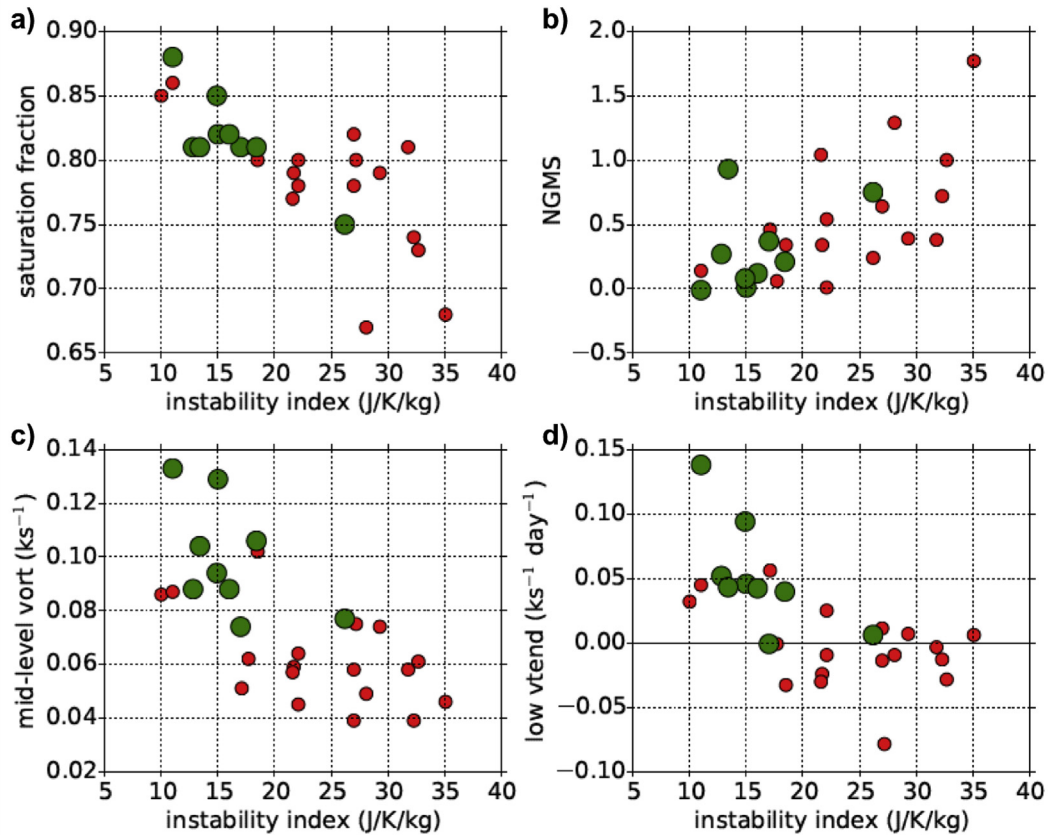 a)
0.90
0.85
0.80
0.75
0.70
0.65
saturation fraction
5 10 15 20 25 30 35 40
instability index (J/K/kg)
b)
2.0
1.5
1.0
0.5
0.0
−0.5
NGMS
5 10 15 20 25 30 35 40
instability index (J/K/kg)
c)
0.14
0.12
0.10
0.08
0.06
0.04
0.02
mid-level vort (ks⁻¹)
5 10 15 20 25 30 35 40
instability index (J/K/kg)
d)
0.15
0.10
0.05
0.00
−0.05
−0.10
low vtend (ks⁻¹ day⁻¹)
5 10 15 20 25 30 35 40
instability index (J/K/kg)